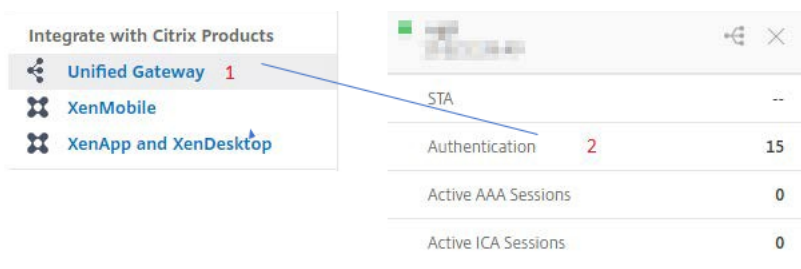 Integrate with Citrix Products
Unified Gateway 1
XenMobile
XenApp and XenDesktop
STA --
Authentication 2 15
Active AAA Sessions 0
Active ICA Sessions 0